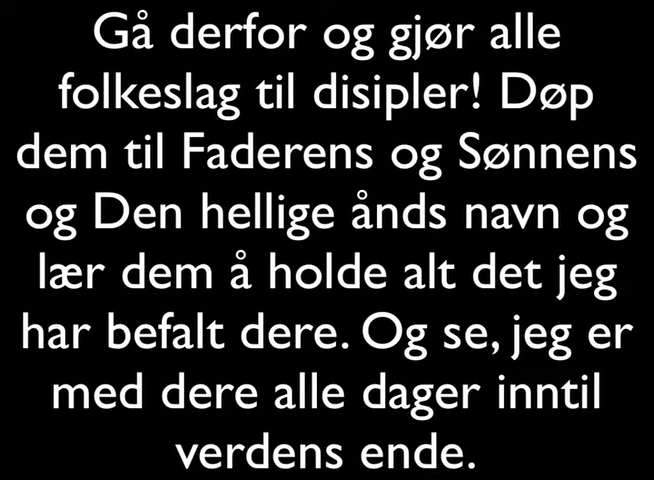 Gå derfor og gjør alle
folkeslag til disipler! Døp
dem til Faderens og Sønnens
og Den hellige ånds navn og
lær dem å holde alt det jeg
har befalt dere. Og se, jeg er
med dere alle dager inntil
verdens ende.